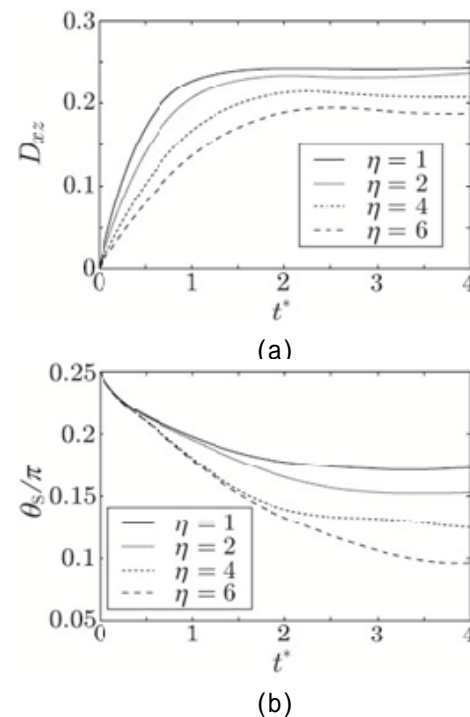 0.3
0.2
0.1
0
D_xz
η = 1
η = 2
η = 4
η = 6
0 1 2 3 4
t*
(a)
0.25
0.2
0.15
0.1
0.05
θ_S/π
η = 1
η = 2
η = 4
η = 6
0 1 2 3 4
t*
(b)